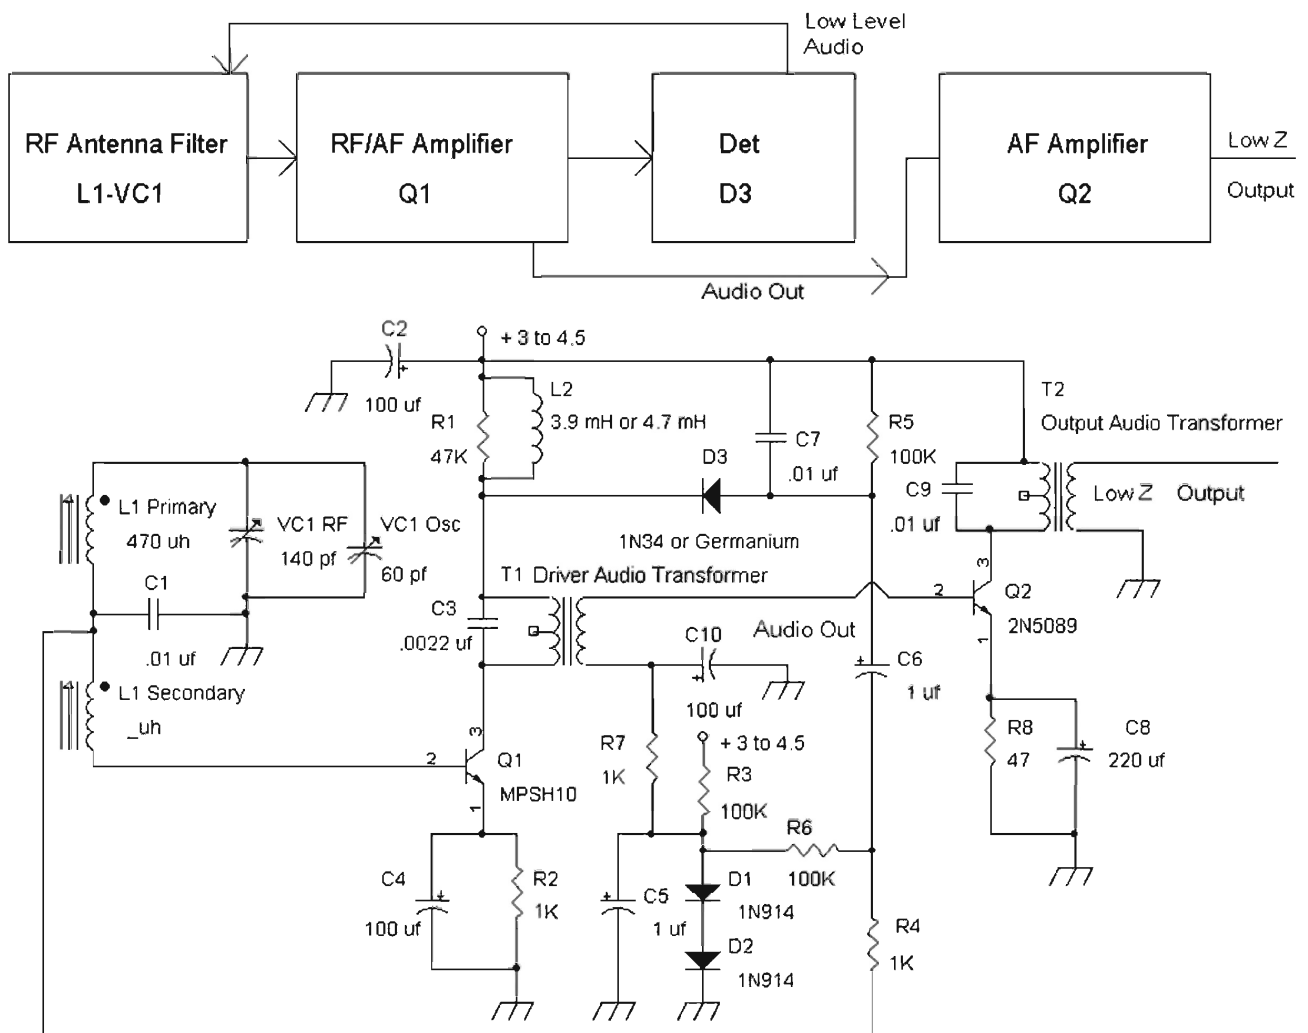 Low Level
Audio
RF Antenna Filter
L1-VC1
RF/AF Amplifier
Q1
Det
D3
AF Amplifier
Q2
Low Z
Output
Audio Out
C2
+
100 uf
+ 3 to 4.5
R1
47K
L2
3.9 mH or 4.7 mH
C7
.01 uf
R5
100K
T2
Output Audio Transformer
C9
.01 uf
Low Z Output
D3
1N34 or Germanium
L1 Primary
470 uh
VC1 RF
140 pf
VC1 Osc
60 pf
C1
.01 uf
L1 Secondary
_uh
T1 Driver Audio Transformer
C3
.0022 uf
Audio Out
C10
+
100 uf
C6
+
1 uf
3
2
1
Q2
2N5089
3
2
1
Q1
MPSH10
R7
1K
+ 3 to 4.5
R3
100K
R8
47
C8
+
220 uf
C4
+
100 uf
R2
1K
C5
+
1 uf
D1
1N914
D2
1N914
R6
100K
R4
1K